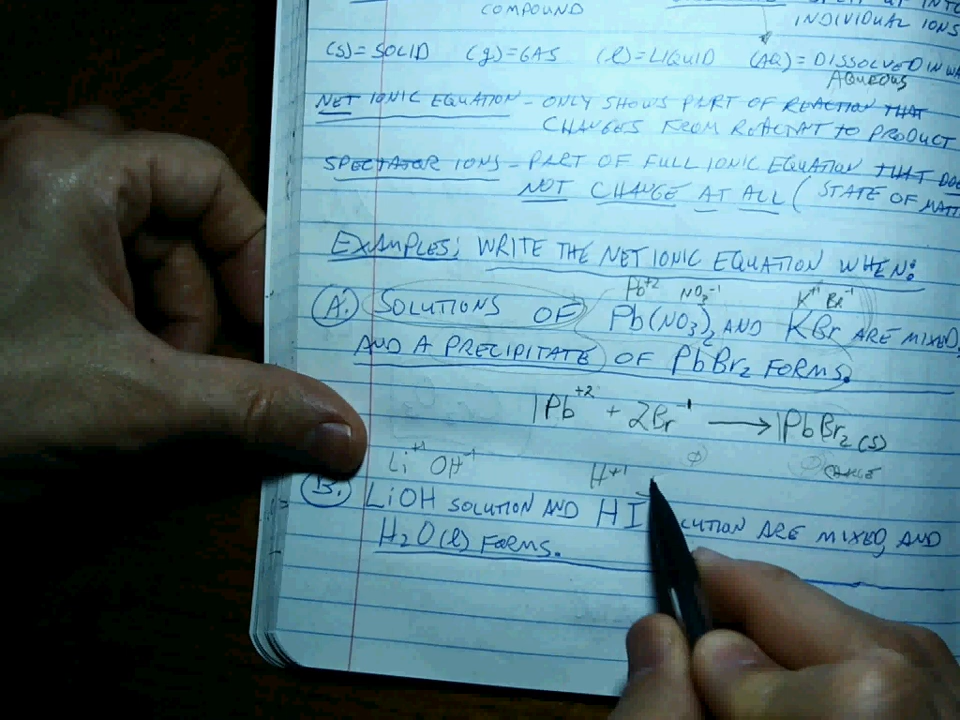 COMPOUND
INDIVIDUAL IONS
(s)=SOLID (g)=GAS (l)=LIQUID (AQ)=DISSOLVED IN
AQUEOUS
NET IONIC EQUATION - ONLY SHOWS PART OF REACTION THAT
CHANGES FROM REACTANT TO PRODUCT
SPECTATOR IONS - PART OF FULL IONIC EQUATION THAT
NOT CHANGE AT ALL (STATE OF
EXAMPLES: WRITE THE NET IONIC EQUATION WHEN:
Pb+2 NO3-1 K+1 Br-1
A. SOLUTIONS OF Pb(NO3)2 AND KBr ARE MIXED,
AND A PRECIPITATE OF PbBr2 FORMS.
1Pb+2 + 2Br-1 → 1PbBr2(s)
Li+1 OH-1 H+1
B. LiOH SOLUTION AND HI ARE MIXED, AND
H2O(l) FORMS.